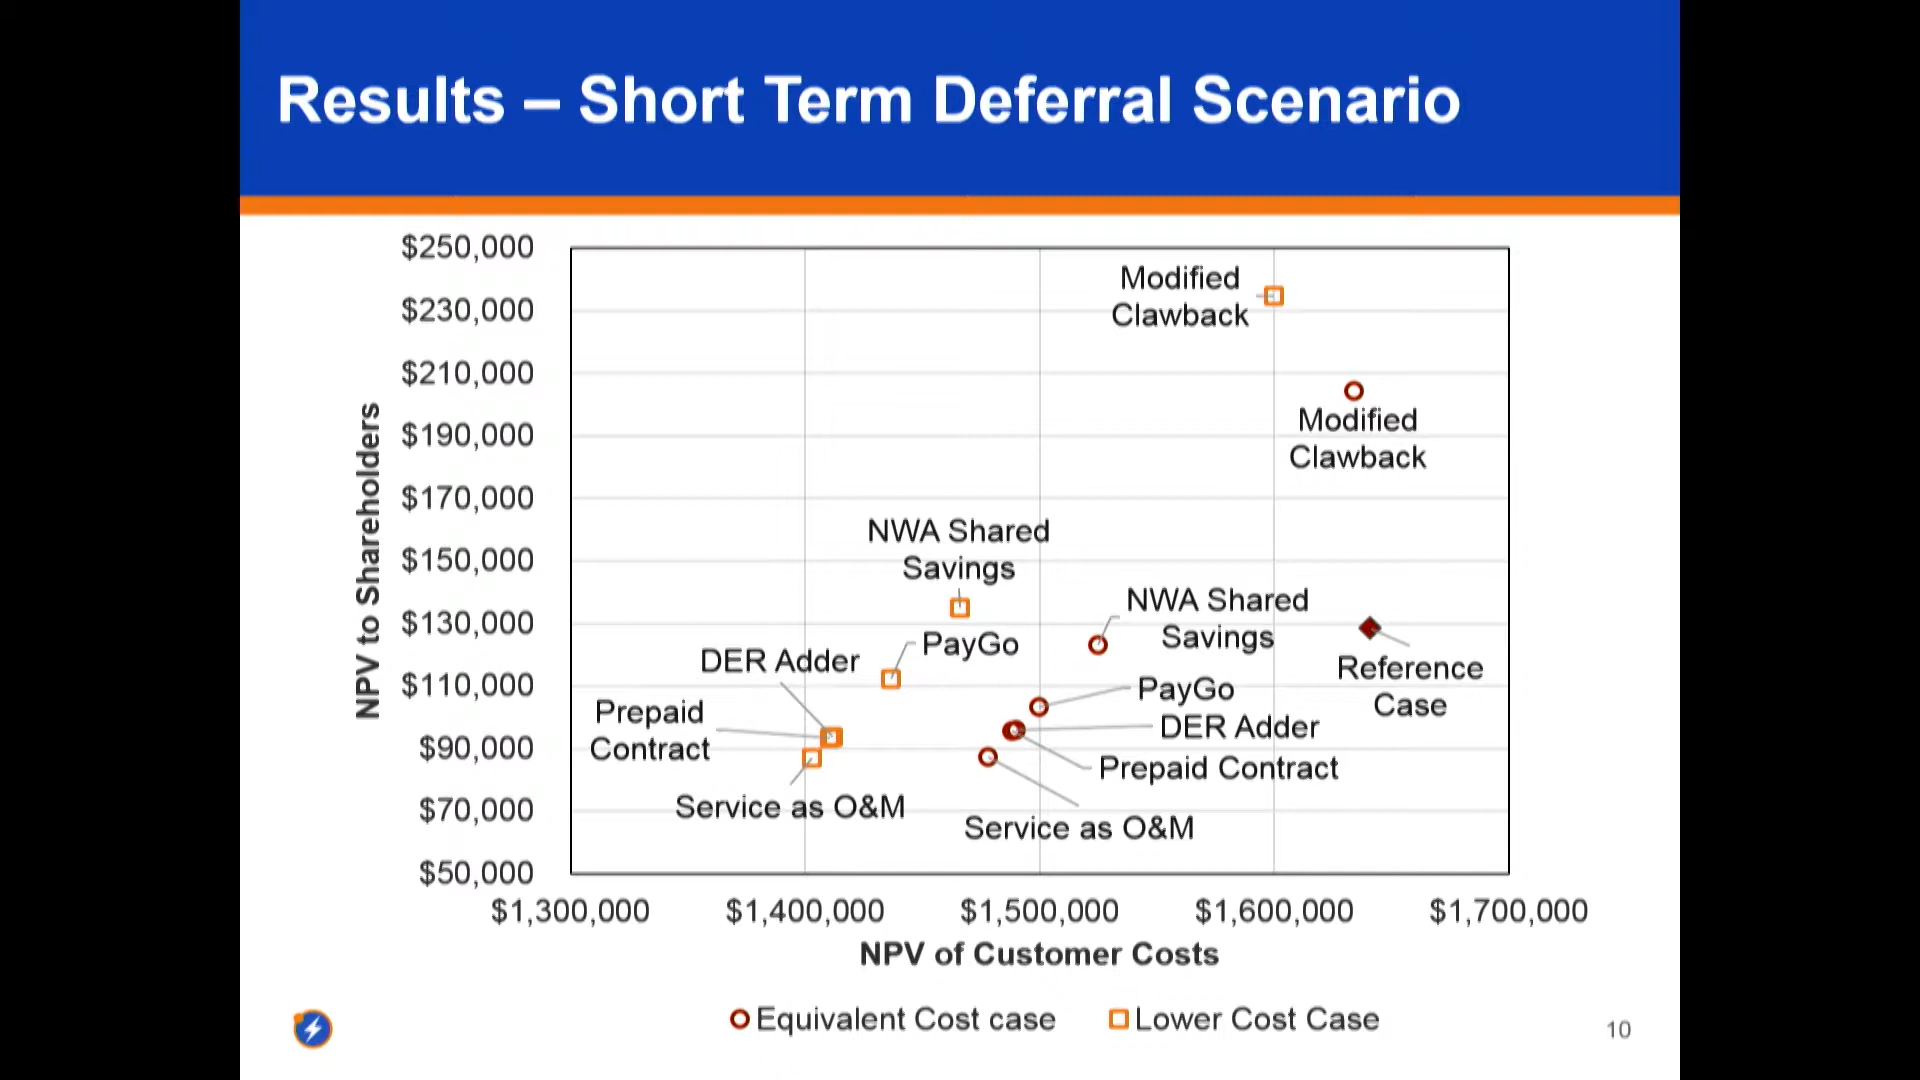 Results – Short Term Deferral Scenario
$250,000
$230,000
$210,000
$190,000
$170,000
$150,000
$130,000
$110,000
$90,000
$70,000
$50,000
NPV to Shareholders
Modified
Clawback
Modified
Clawback
NWA Shared
Savings
NWA Shared
Savings
PayGo
DER Adder
Reference
Case
Prepaid
Contract
PayGo
DER Adder
Prepaid Contract
Service as O&M
Service as O&M
$1,300,000
$1,400,000
$1,500,000
$1,600,000
$1,700,000
NPV of Customer Costs
Equivalent Cost case
Lower Cost Case
10